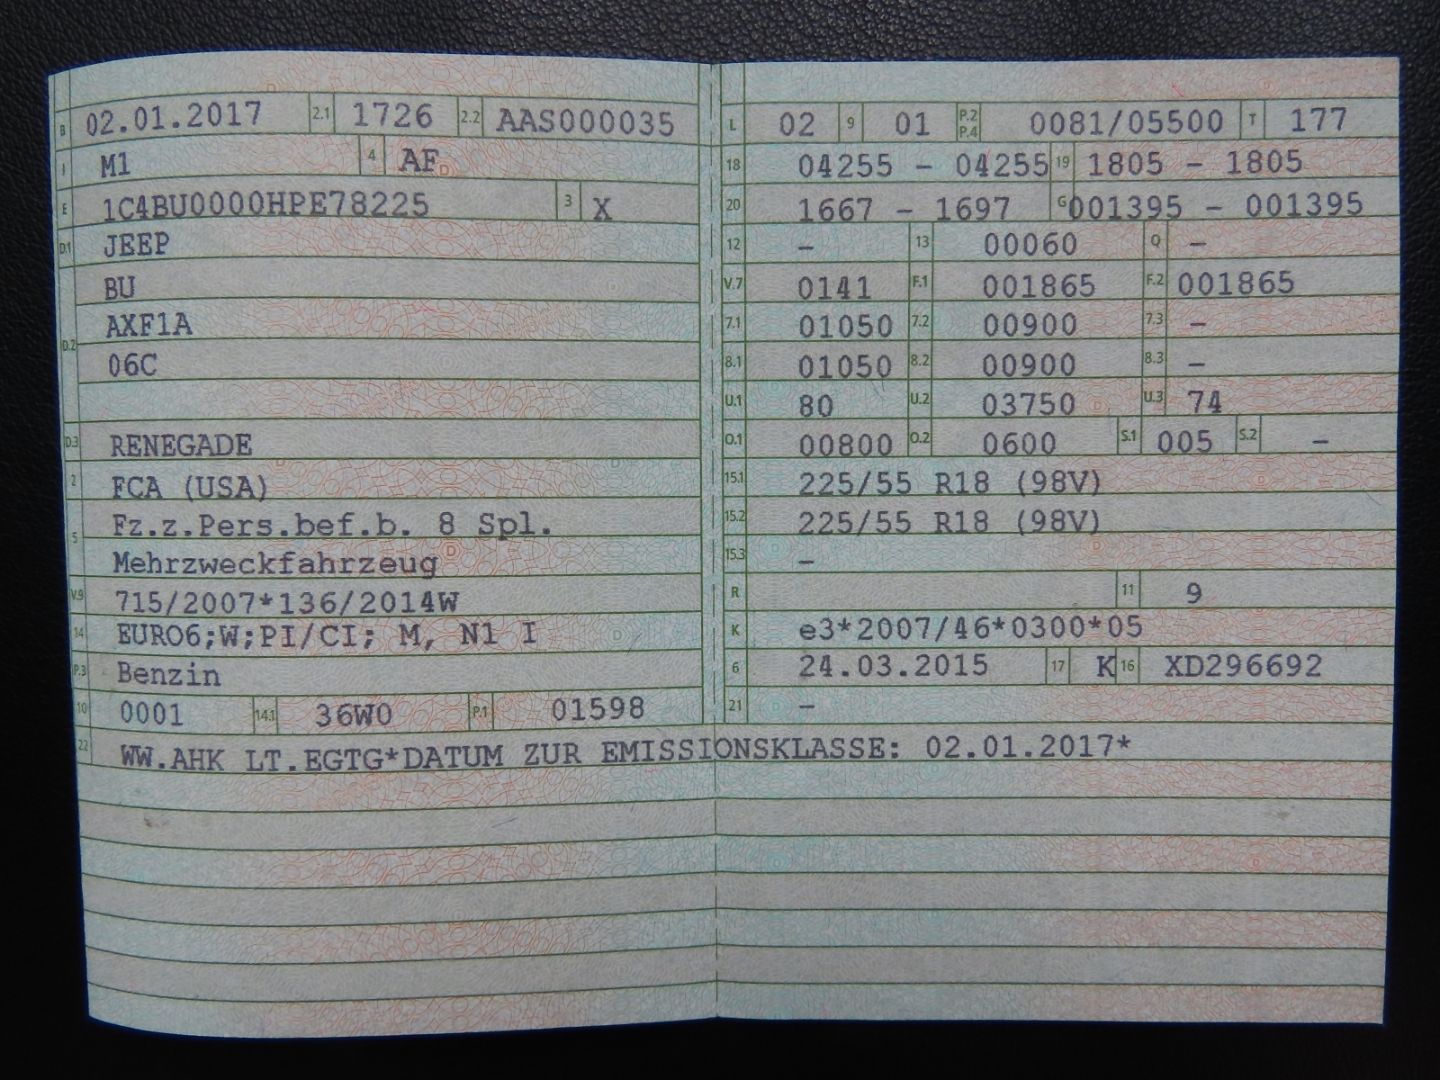 B 02.01.2017 2.1 1726 2.2 AAS000035
J M1 4 AF
E 1C4BU0000HPE78225 3 X
D.1 JEEP
BU
D.2 AXF1A
06C
D.3 RENEGADE
2 FCA (USA)
5 Fz.z.Pers.bef.b. 8 Spl.
Mehrzweckfahrzeug
V.9 715/2007*136/2014W
14 EURO6;W;PI/CI; M, N1 I
P.3 Benzin
10 0001 14.1 36W0 P.1 01598
L 02 9 01 P.2 P.4 0081/05500 T 177
18 04255 - 04255 19 1805 - 1805
20 1667 - 1697 G 001395 - 001395
12 - 13 00060 Q -
V.7 0141 F.1 001865 F.2 001865
7.1 01050 7.2 00900 7.3 -
8.1 01050 8.2 00900 8.3 -
U.1 80 U.2 03750 U.3 74
O.1 00800 O.2 0600 S.1 005 S.2 -
15.1 225/55 R18 (98V)
15.2 225/55 R18 (98V)
15.3 -
R 11 9
K e3*2007/46*0300*05
6 24.03.2015 17 K 16 XD296692
21 -
22 WW.AHK LT.EGTG*DATUM ZUR EMISSIONSKLASSE: 02.01.2017*